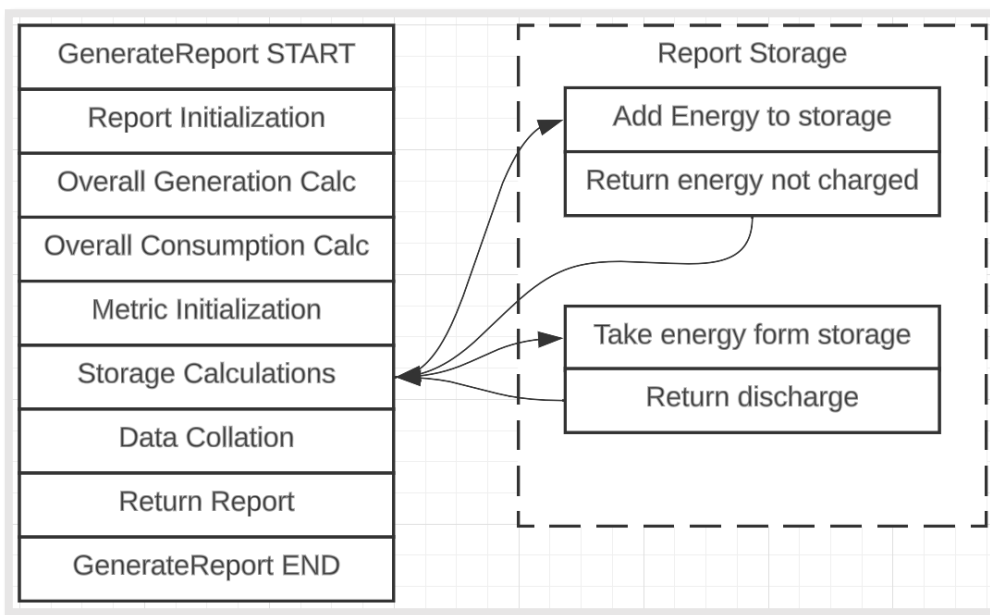 GenerateReport START
Report Initialization
Overall Generation Calc
Overall Consumption Calc
Metric Initialization
Storage Calculations
Data Collation
Return Report
GenerateReport END
Report Storage
Add Energy to storage
Return energy not charged
Take energy form storage
Return discharge